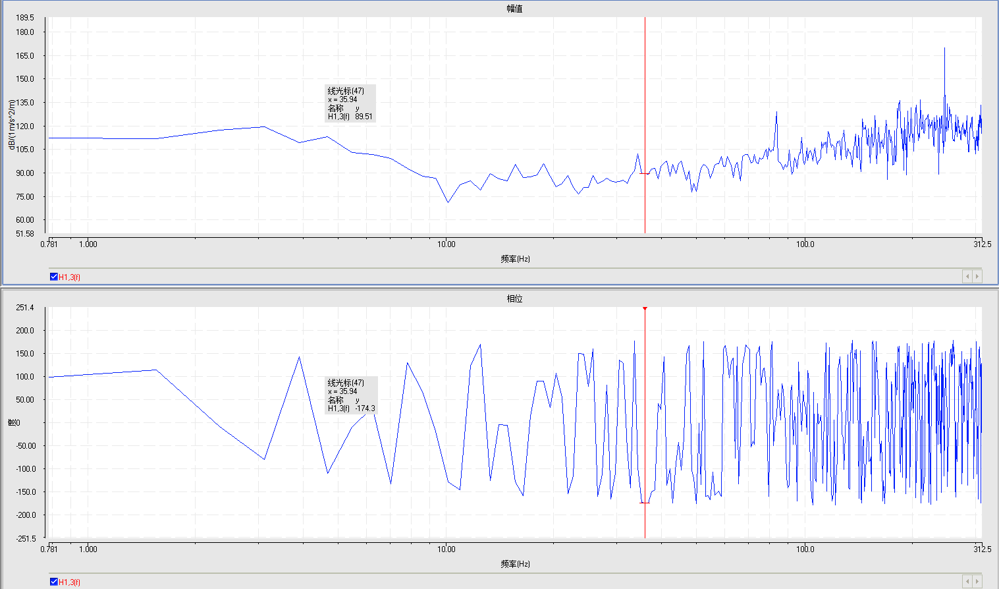 幅值
189.5
180.0
165.0
150.0
135.0
120.0
105.0
90.00
75.00
60.00
51.58
dB/(1m/s^2/m)
线光标(47)
x = 35.94
名称 y
H1,3(f) 89.51
0.781 1.000 10.00 100.0 312.5
频率(Hz)
H1,3(f)
相位
251.4
200.0
150.0
100.0
50.00
0
-50.00
-100.0
-150.0
-200.0
-251.5
度
线光标(47)
x = 35.94
名称 y
H1,3(f) -174.3
0.781 1.000 10.00 100.0 312.5
频率(Hz)
H1,3(f)